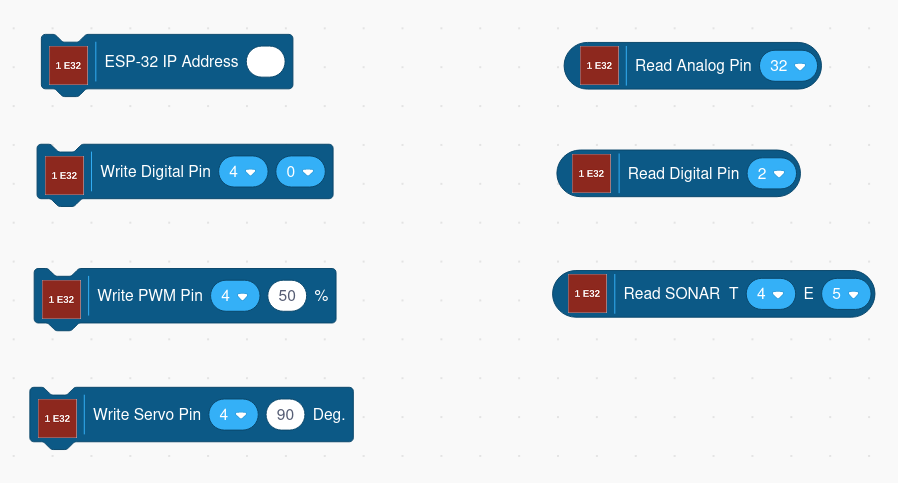 1 E32 ESP-32 IP Address
1 E32 Write Digital Pin 4 0
1 E32 Write PWM Pin 4 50 %
1 E32 Write Servo Pin 4 90 Deg.
1 E32 Read Analog Pin 32
1 E32 Read Digital Pin 2
1 E32 Read SONAR T 4 E 5